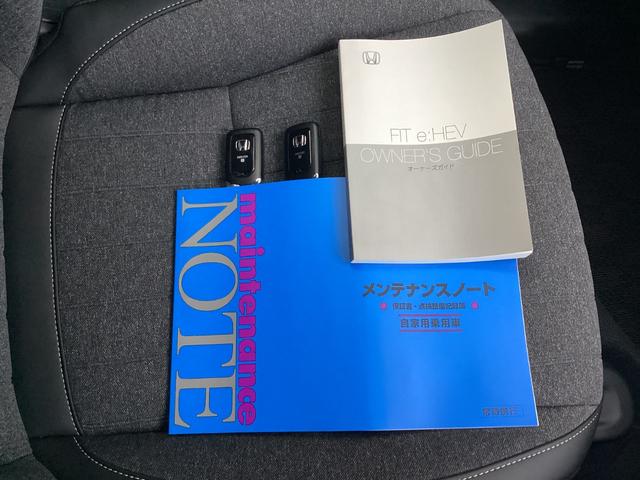 FIT e:HEV
OWNER'S GUIDE
オーナーズガイド
maintenance
NOTE
メンテナンスノート
保証書・点検整備記録簿
自家用乗用車